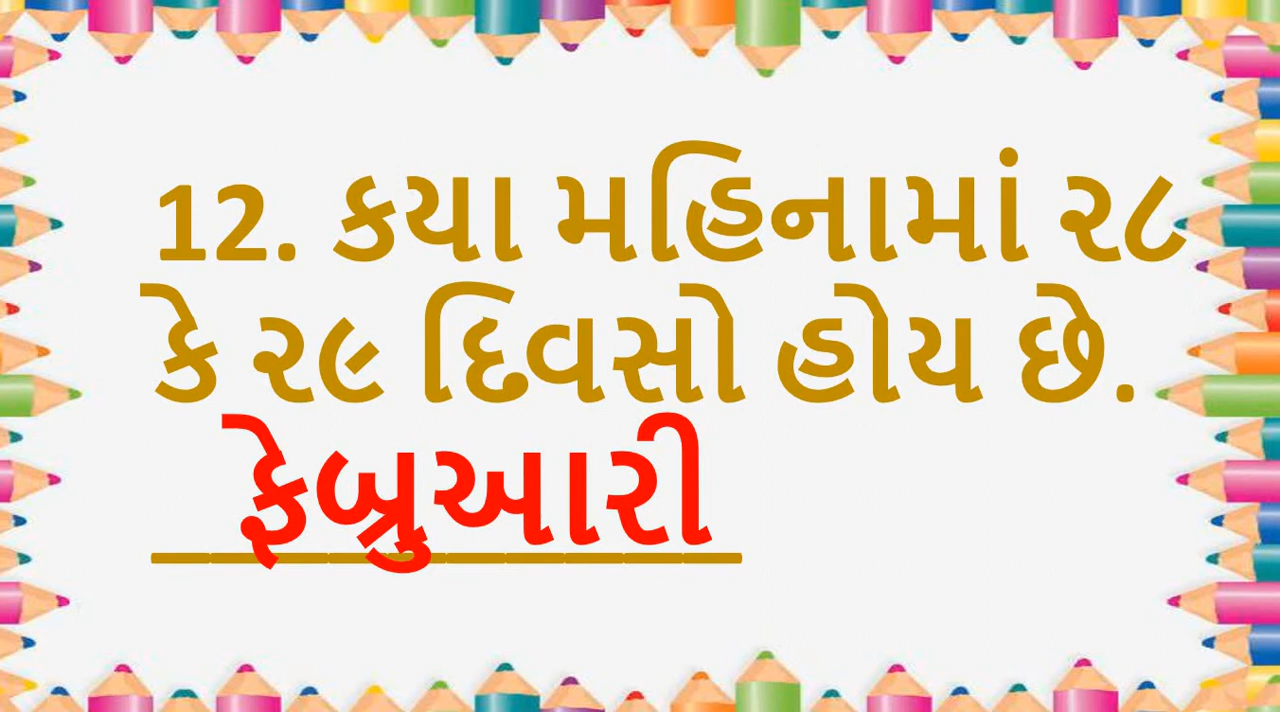 12. કયા મહિનામાં ૨૮
કે ૨૯ દિવસો હોય છે.
ફેબ્રુઆરી